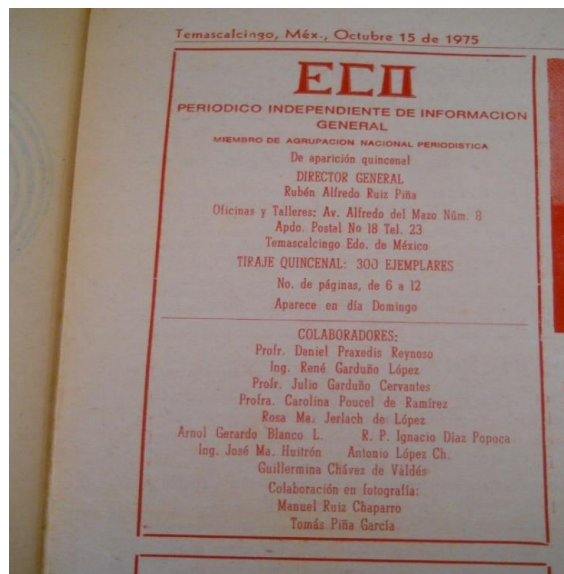 Temascalcingo, Méx., Octubre 15 de 1975
ECO
PERIODICO INDEPENDIENTE DE INFORMACION
GENERAL
MIEMBRO DE AGRUPACION NACIONAL PERIODISTICA
De aparición quincenal
DIRECTOR GENERAL
Rubén Alfredo Ruiz Piña
Oficinas y Talleres: Av. Alfredo del Mazo Núm. 8
Apdo. Postal No 18 Tel. 23
Temascalcingo Edo. de México
TIRAJE QUINCENAL: 300 EJEMPLARES
No. de páginas, de 6 a 12
Aparece en día Domingo
COLABORADORES:
Profr. Daniel Praxedis Reynoso
Ing. René Garduño López
Profr. Julio Garduño Cervantes
Profra. Carolina Poucel de Ramírez
Rosa Ma. Jerlach de López
Arnol Gerardo Blanco L. R. P. Ignacio Díaz Popoca
Ing. José Ma. Huitrón Antonio López Ch.
Guillermina Chávez de Valdés
Colaboración en fotografía:
Manuel Ruiz Chaparro
Tomás Piña García